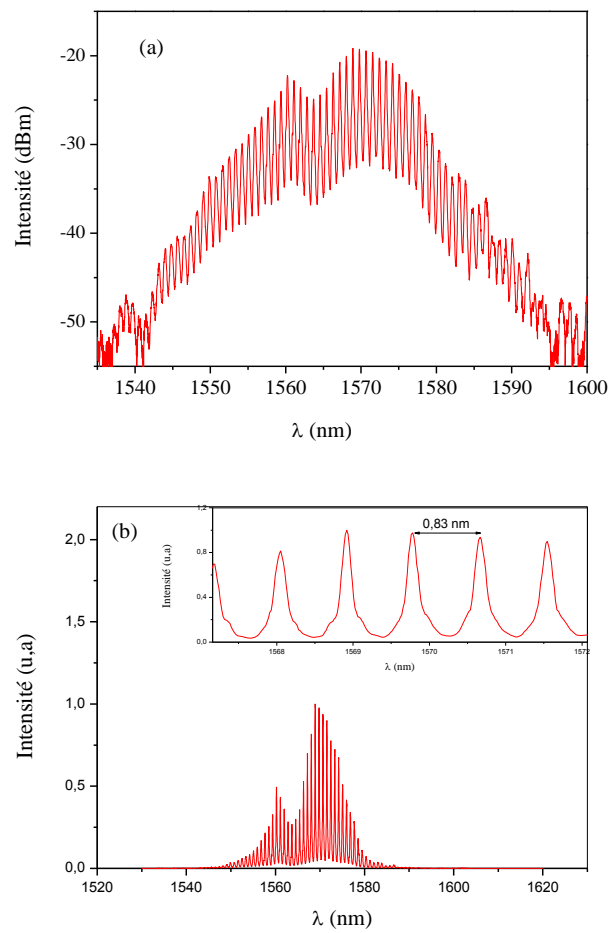 (a)
Intensité (dBm)
-20
-30
-40
-50
1540 1550 1560 1570 1580 1590 1600
λ (nm)
(b)
Intensité (u,a)
2,0
1,5
1,0
0,5
0,0
1520 1540 1560 1580 1600 1620
λ (nm)
Intensité (u,a)
1,2
0,8
0,4
0,0
0,83 nm
1568 1569 1570 1571 1572
λ (nm)